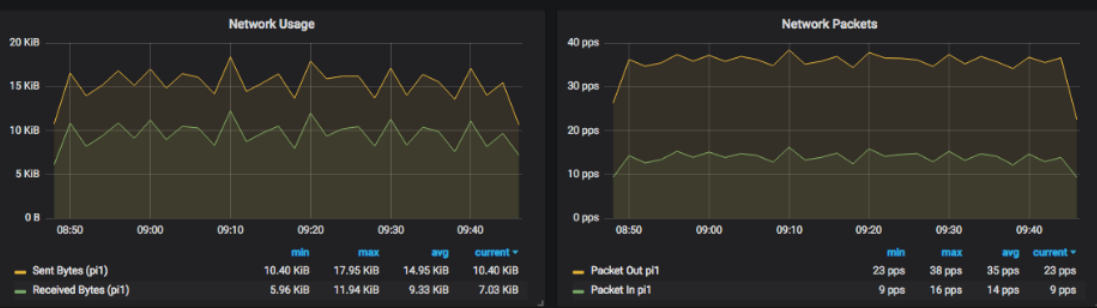 Network Usage
20 KiB
15 KiB
10 KiB
5 KiB
0 B
08:50 09:00 09:10 09:20 09:30 09:40
min max avg current
Sent Bytes (pi1) 10.40 KiB 17.95 KiB 14.95 KiB 10.40 KiB
Received Bytes (pi1) 5.96 KiB 11.94 KiB 9.33 KiB 7.03 KiB
Network Packets
40 pps
30 pps
20 pps
10 pps
0 pps
08:50 09:00 09:10 09:20 09:30 09:40
min max avg current
Packet Out pi1 23 pps 38 pps 35 pps 23 pps
Packet In pi1 9 pps 16 pps 14 pps 9 pps